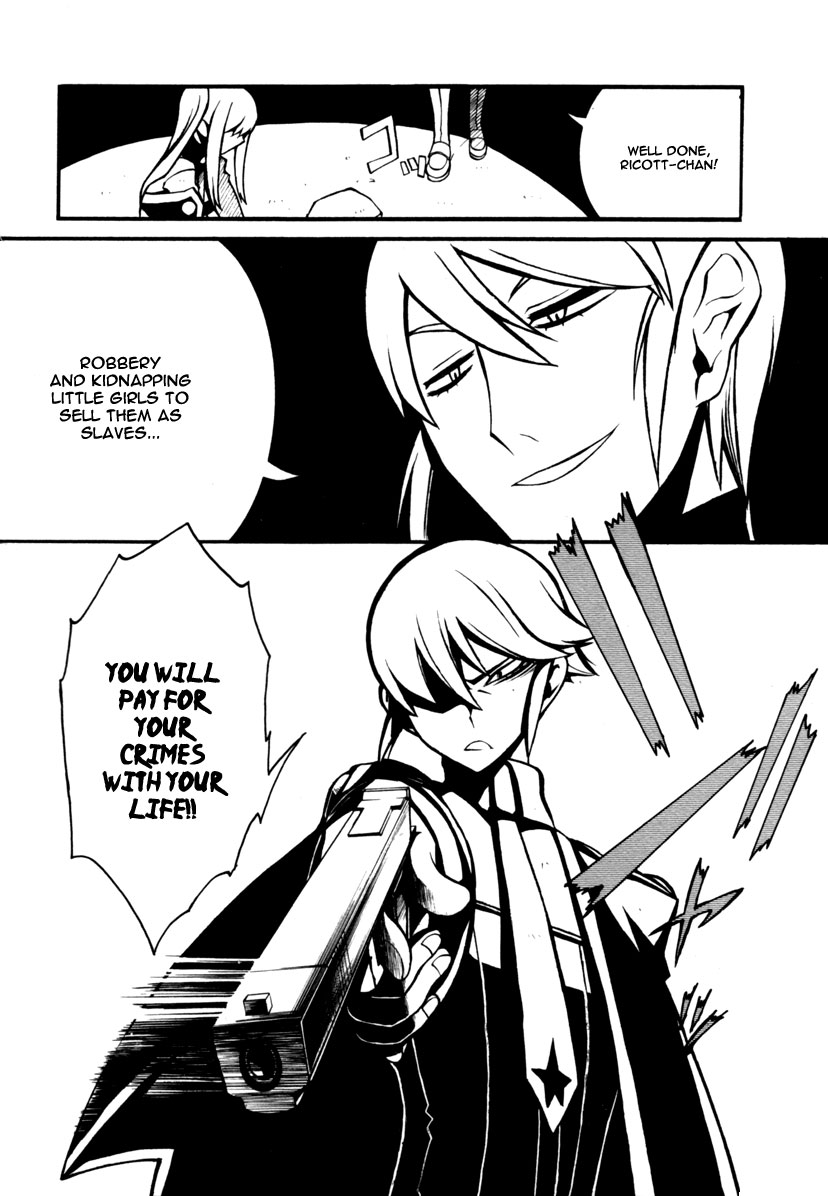 WELL DONE,
RICOTT-CHAN!
コ
ROBBERY
AND KIDNAPPING
LITTLE GIRLS TO
SELL THEM AS
SLAVES...
YOU WILL
PAY FOR
YOUR
CRIMES
WITH YOUR
LIFE!!